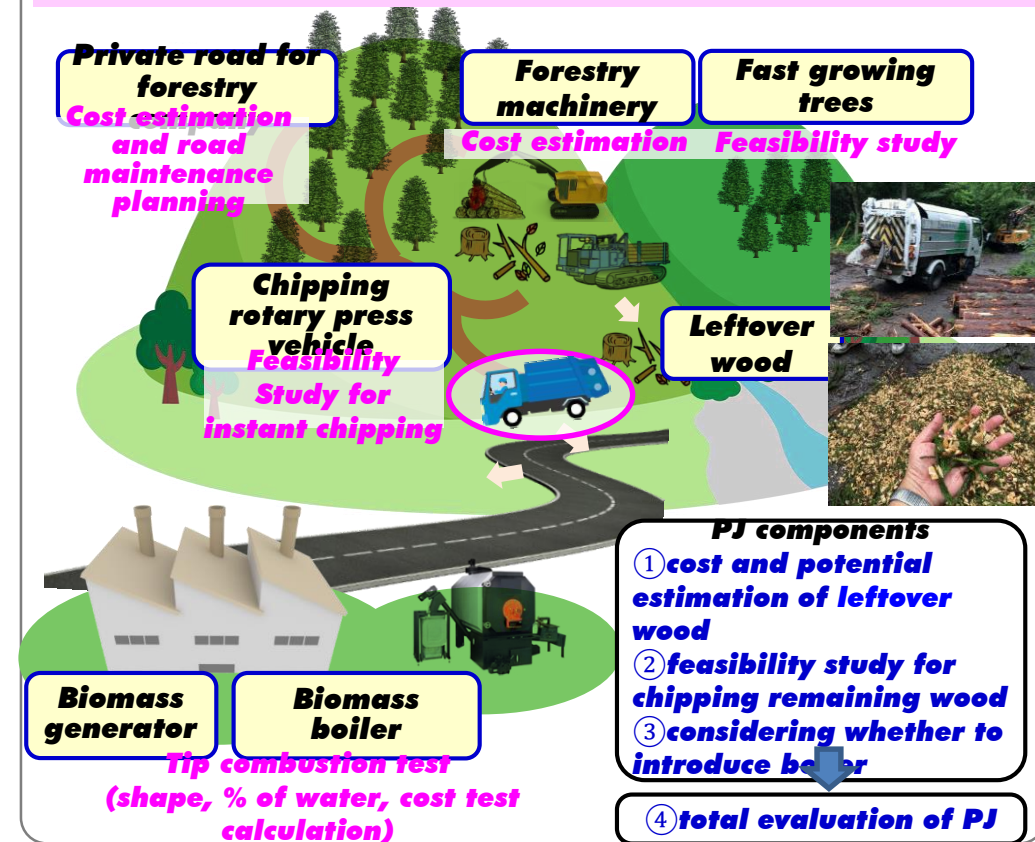 Private road for
forestry
company
Cost estimation
and road
maintenance
planning
Forestry
machinery
Cost estimation
Fast growing
trees
Feasibility study
Chipping
rotary press
vehicle
Feasibility
Study for
instant chipping
Leftover
wood
Biomass
generator
Biomass
boiler
Tip combustion test
(shape, % of water, cost test
calculation)
PJ components
①cost and potential
estimation of leftover
wood
②feasibility study for
chipping remaining wood
③considering whether to
introduce boiler
④total evaluation of PJ